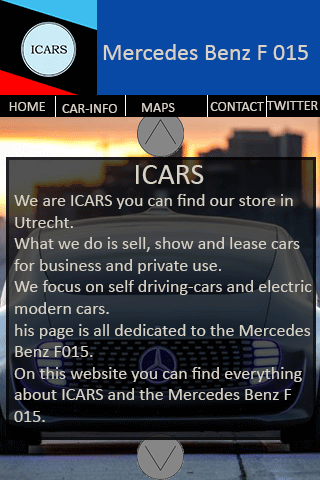 ICARS
Mercedes Benz F 015
HOME
CAR-INFO
MAPS
CONTACT
TWITTER
ICARS
We are ICARS you can find our store in
Utrecht.
What we do is sell, show and lease cars
for business and private use.
We focus on self driving-cars and electric
modern cars.
his page is all dedicated to the Mercedes
Benz F015.
On this website you can find everything
about ICARS and the Mercedes Benz F
015.